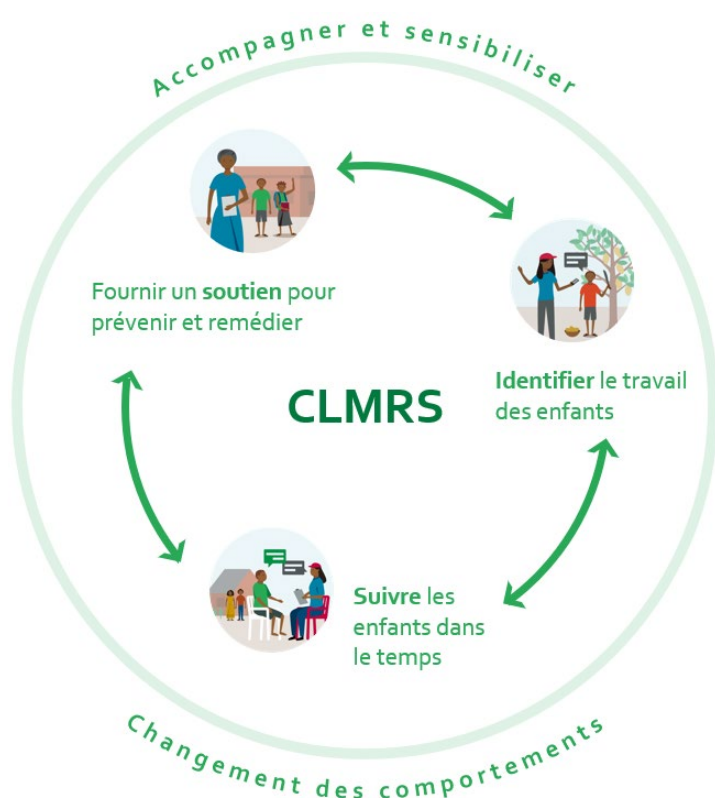 Accompagner et sensibiliser
Fournir un soutien pour
prévenir et remédier
Identifier le travail
des enfants
CLMRS
Suivre les
enfants dans
le temps
Changement des comportements